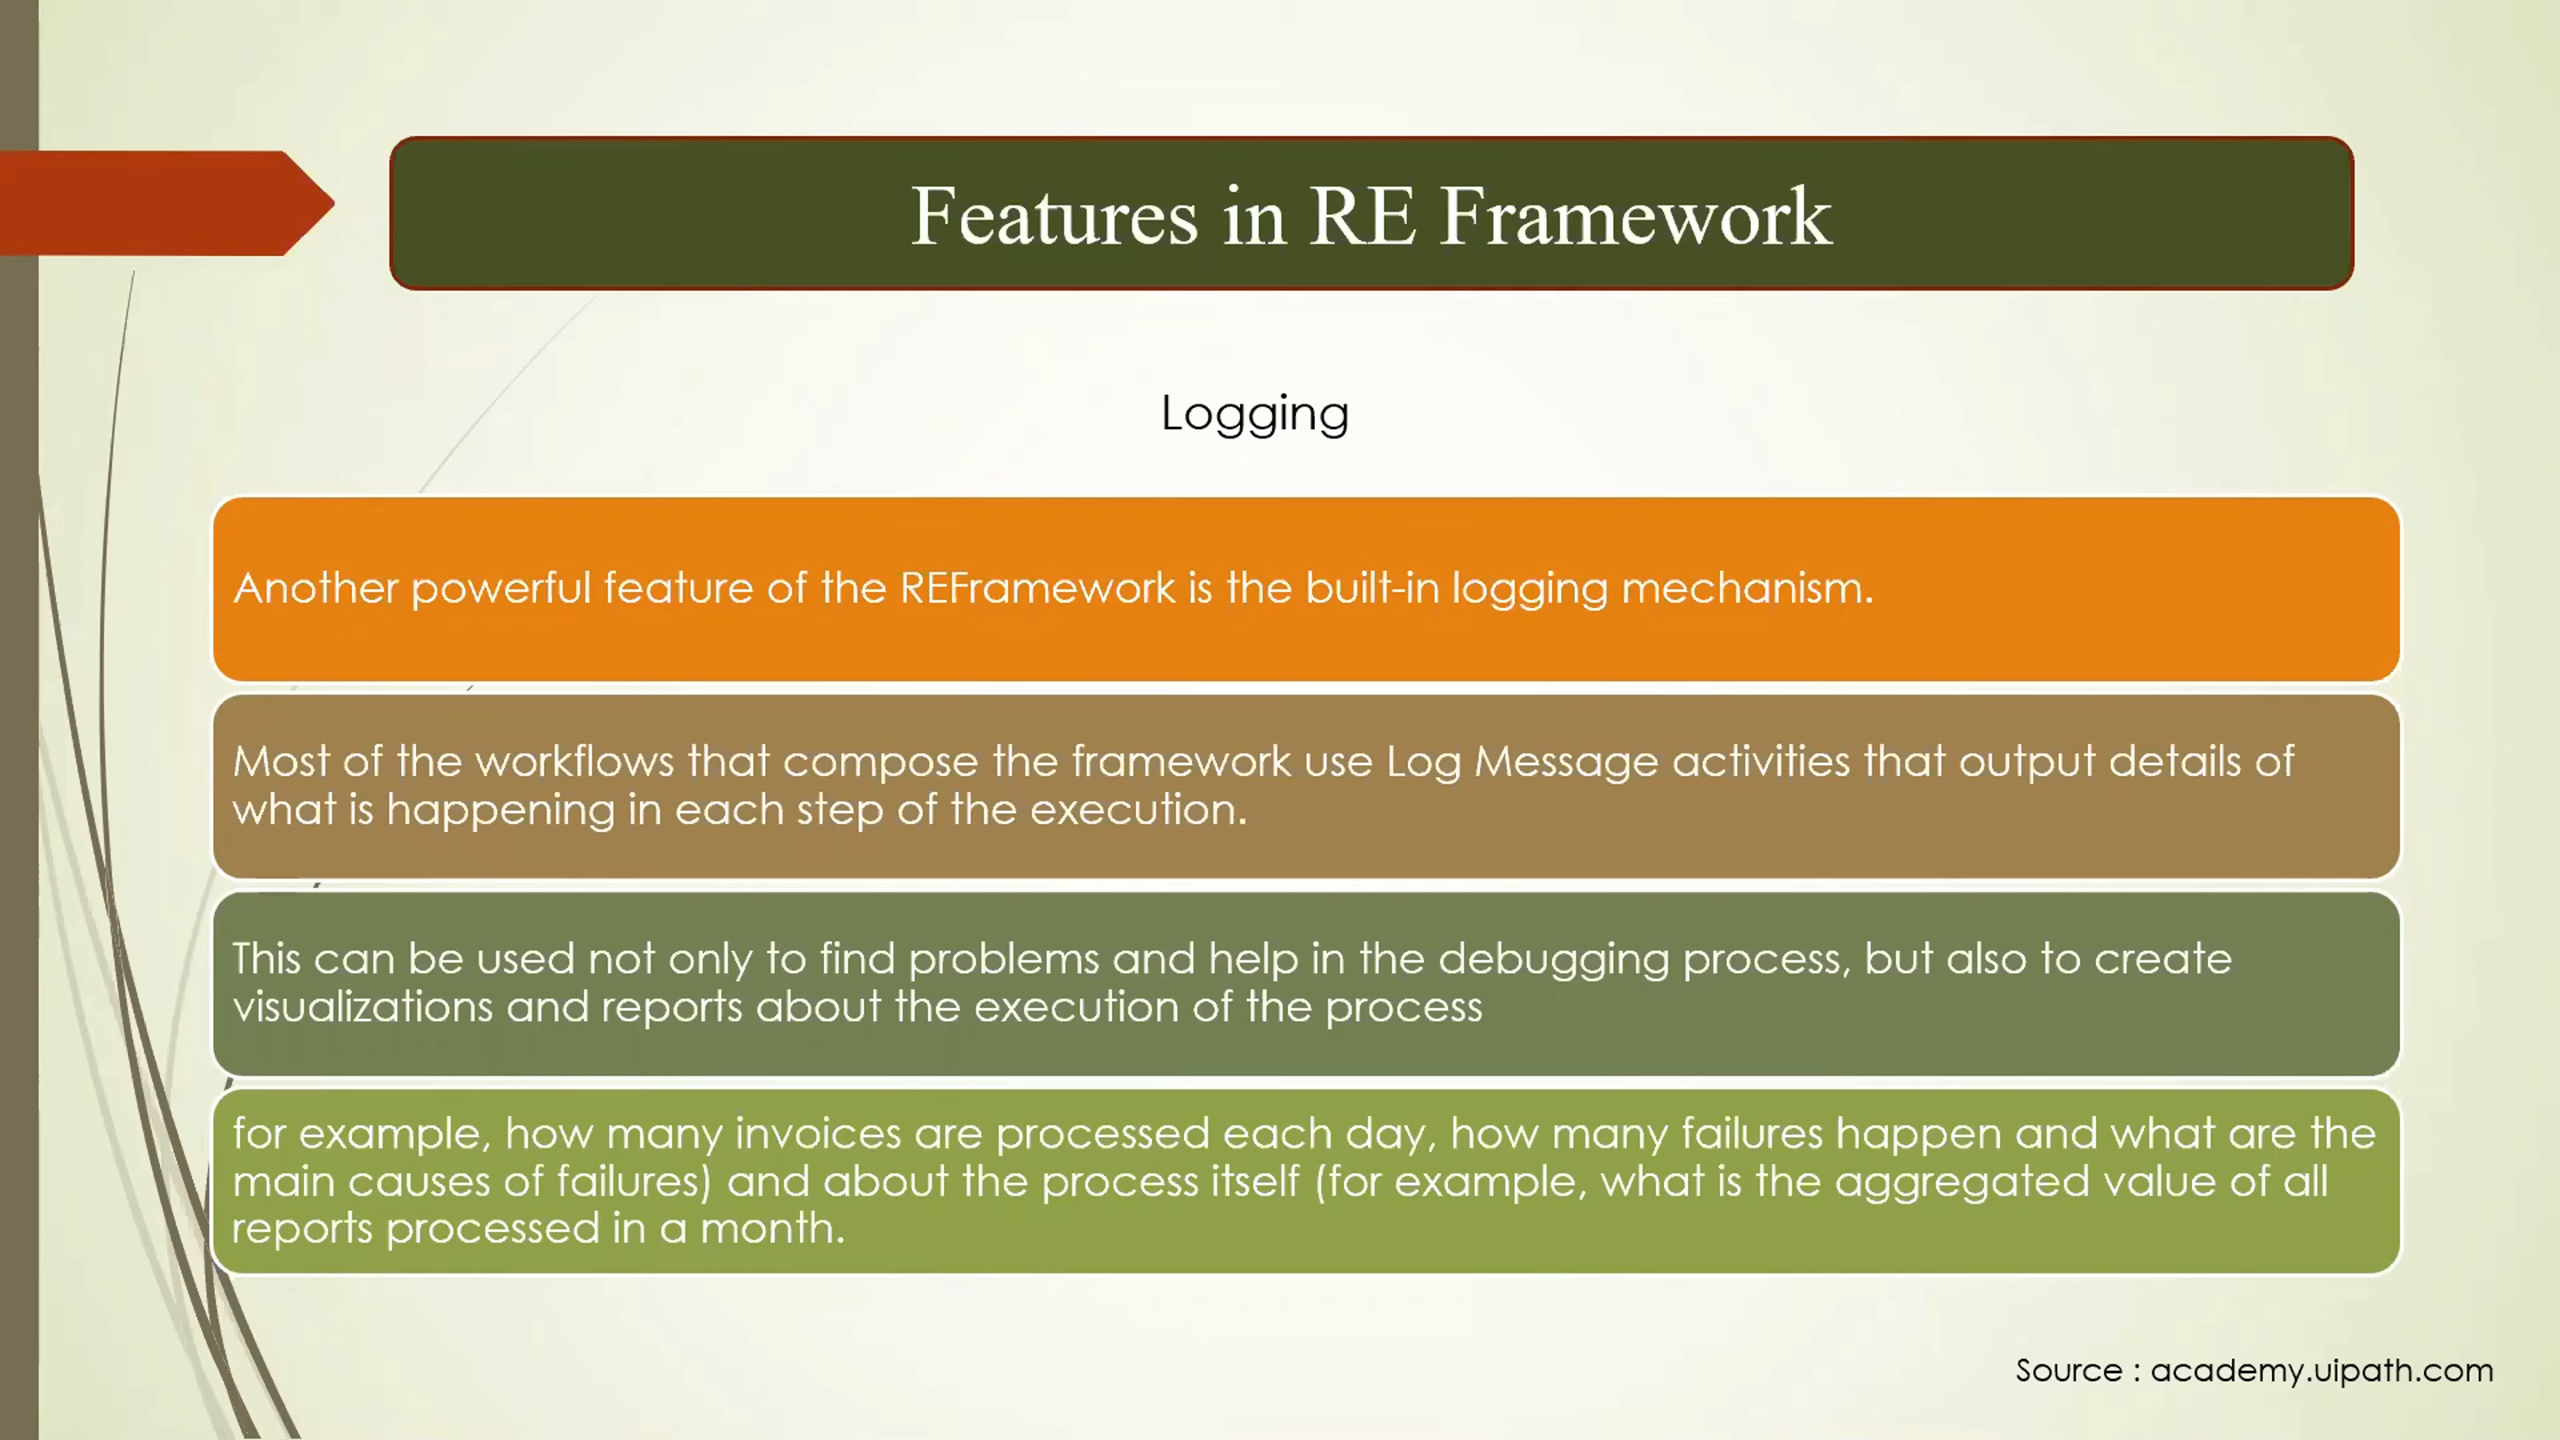 Features in RE Framework
Logging
Another powerful feature of the REFramework is the built-in logging mechanism.
Most of the workflows that compose the framework use Log Message activities that output details of
what is happening in each step of the execution.
This can be used not only to find problems and help in the debugging process, but also to create
visualizations and reports about the execution of the process
for example, how many invoices are processed each day, how many failures happen and what are the
main causes of failures) and about the process itself (for example, what is the aggregated value of all
reports processed in a month.
Source : academy.uipath.com